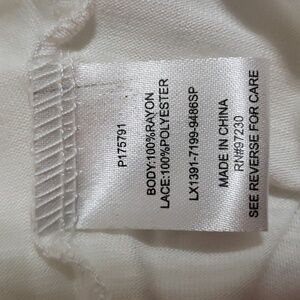 P175791
BODY:100%RAYON
LACE:100%POLYESTER
LX1391-7199-9486SP
MADE IN CHINA
RN#97230
SEE REVERSE FOR CARE